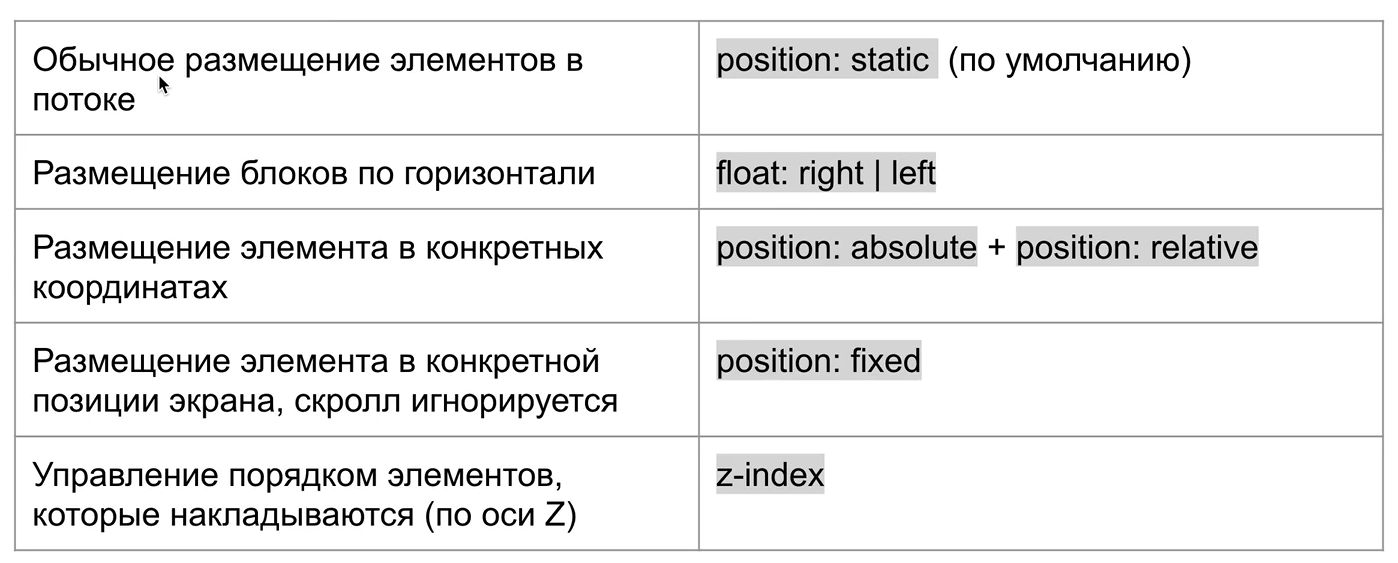 Обычное размещение элементов в
потоке
position: static (по умолчанию)
Размещение блоков по горизонтали
float: right | left
Размещение элемента в конкретных
координатах
position: absolute + position: relative
Размещение элемента в конкретной
позиции экрана, скролл игнорируется
position: fixed
Управление порядком элементов,
которые накладываются (по оси Z)
z-index